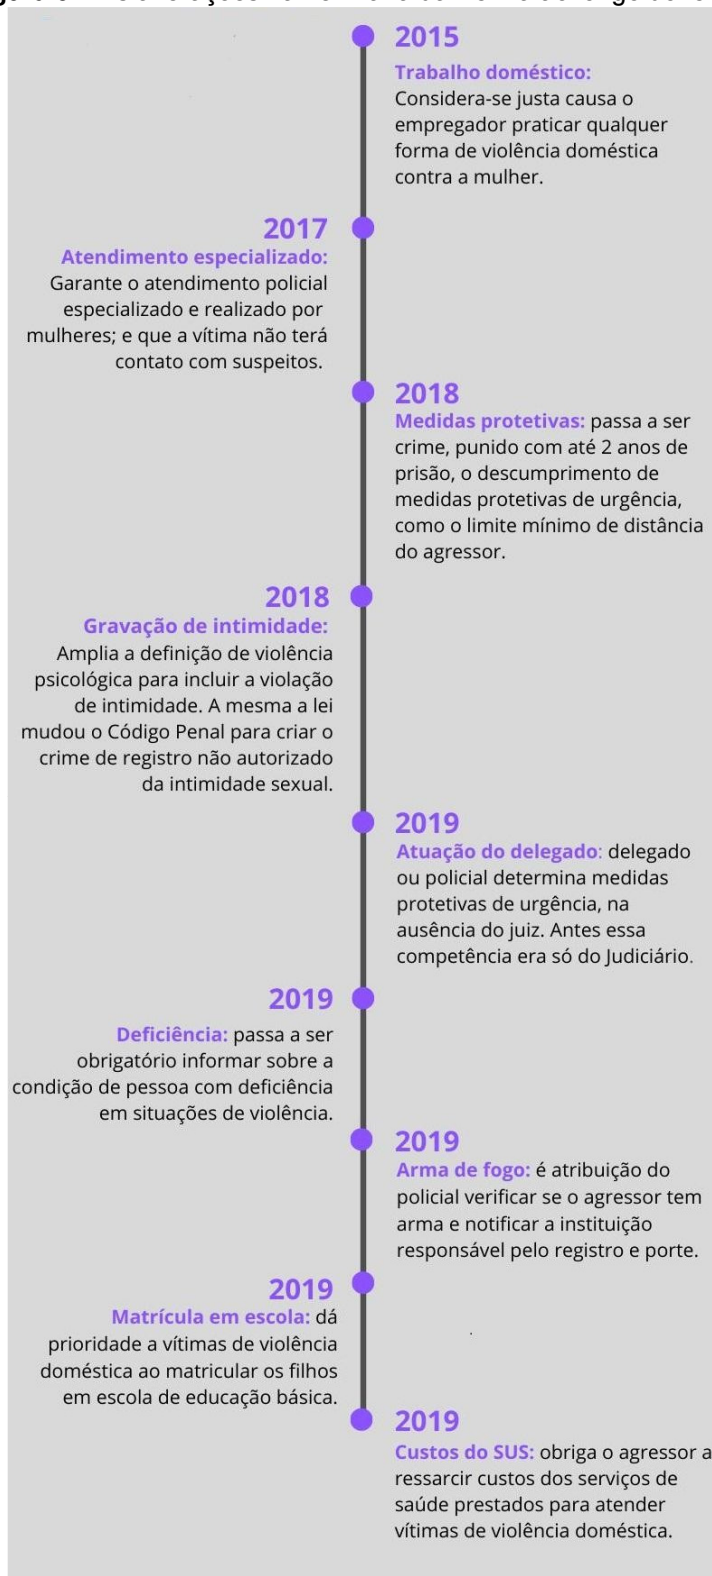 2015
Trabalho doméstico:
Considera-se justa causa o
empregador praticar qualquer
forma de violência doméstica
contra a mulher.
2017
Atendimento especializado:
Garante o atendimento policial
especializado e realizado por
mulheres; e que a vítima não terá
contato com suspeitos.
2018
Medidas protetivas: passa a ser
crime, punido com até 2 anos de
prisão, o descumprimento de
medidas protetivas de urgência,
como o limite mínimo de distância
do agressor.
2018
Gravação de intimidade:
Amplia a definição de violência
psicológica para incluir a violação
de intimidade. A mesma a lei
mudou o Código Penal para criar o
crime de registro não autorizado
da intimidade sexual.
2019
Atuação do delegado: delegado
ou policial determina medidas
protetivas de urgência, na
ausência do juiz. Antes essa
competência era só do Judiciário.
2019
Deficiência: passa a ser
obrigatório informar sobre a
condição de pessoa com deficiência
em situações de violência.
2019
Arma de fogo: é atribuição do
policial verificar se o agressor tem
arma e notificar a instituição
responsável pelo registro e porte.
2019
Matrícula em escola: dá
prioridade a vítimas de violência
doméstica ao matricular os filhos
em escola de educação básica.
2019
Custos do SUS: obriga o agressor a
ressarcir custos dos serviços de
saúde prestados para atender
vítimas de violência doméstica.